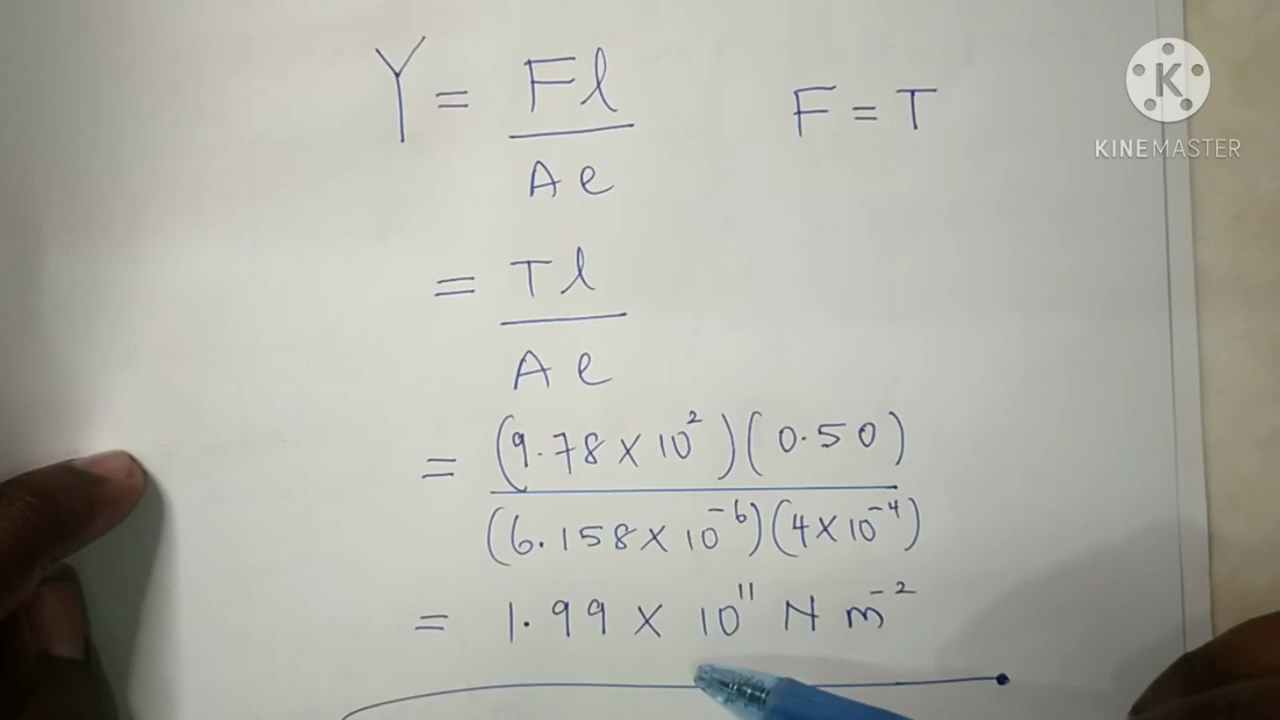 Y = Fl / Ae
F = T
K
KINEMASTER
= Tl / Ae
= (9.78 × 10²)(0.50) / (6.158 × 10⁻⁶)(4 × 10⁻⁴)
= 1.99 × 10¹¹ N m⁻²